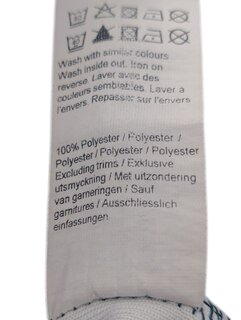 Wash with similar colours
Wash inside out. Iron on
reverse. Laver avec des
couleurs semblables. Laver à
l'envers. Repasser sur l'envers
100% Polyester / Polyester /
Polyester / Polyester / Polyester
Excluding trims / Exklusive
utsmyckning / Met uitzondering
van garneringen / Sauf
garnitures / Ausschliesslich
einfassungen